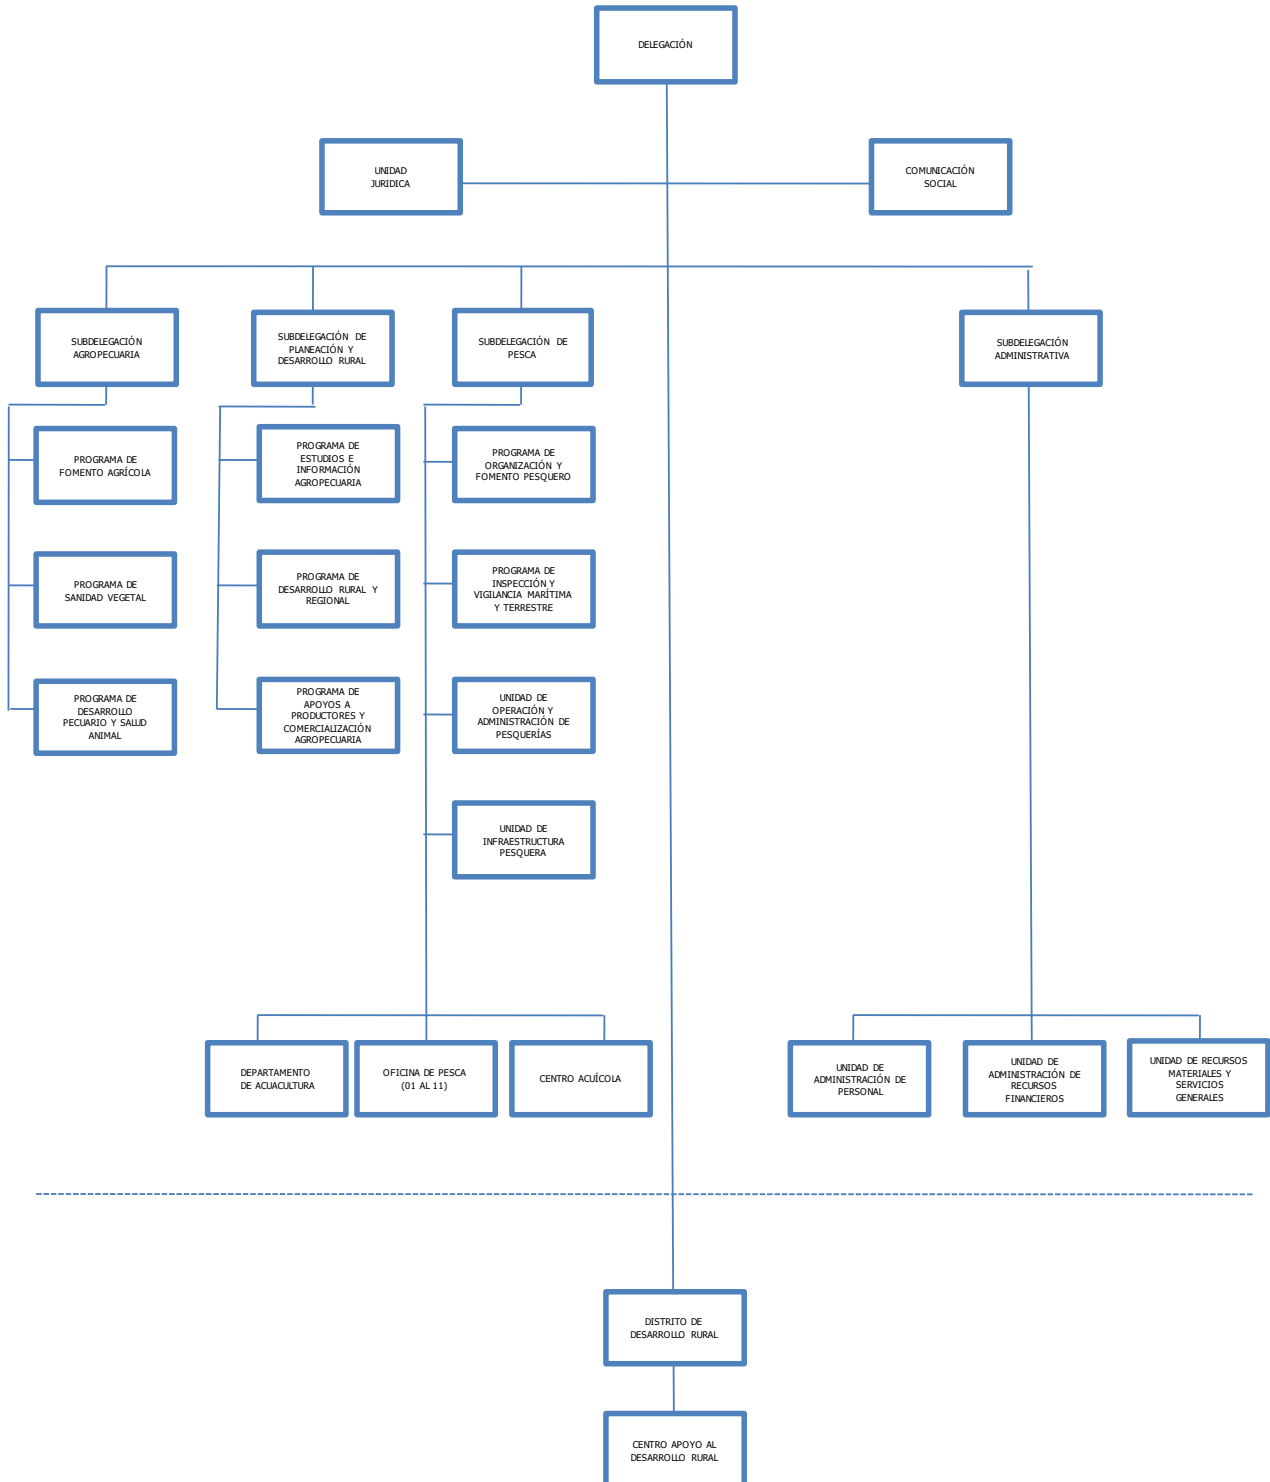 DELEGACIÓN
UNIDAD
JURIDICA
COMUNICACIÓN
SOCIAL
SUBDELEGACIÓN
AGROPECUARIA
SUBDELEGACIÓN DE
PLANEACIÓN Y
DESARROLLO RURAL
SUBDELEGACIÓN DE
PESCA
SUBDELEGACIÓN
ADMINISTRATIVA
PROGRAMA DE
FOMENTO AGRÍCOLA
PROGRAMA DE
ESTUDIOS E
INFORMACIÓN
AGROPECUARIA
PROGRAMA DE
ORGANIZACIÓN Y
FOMENTO PESQUERO
PROGRAMA DE
SANIDAD VEGETAL
PROGRAMA DE
DESARROLLO RURAL Y
REGIONAL
PROGRAMA DE
INSPECCIÓN Y
VIGILANCIA MARÍTIMA
Y TERRESTRE
PROGRAMA DE
DESARROLLO
PECUARIO Y SALUD
ANIMAL
PROGRAMA DE
APOYOS A
PRODUCTORES Y
COMERCIALIZACIÓN
AGROPECUARIA
UNIDAD DE
OPERACIÓN Y
ADMINISTRACIÓN DE
PESQUERÍAS
UNIDAD DE
INFRAESTRUCTURA
PESQUERA
DEPARTAMENTO
DE ACUACULTURA
OFICINA DE PESCA
(01 AL 11)
CENTRO ACUÍCOLA
UNIDAD DE
ADMINISTRACIÓN DE
PERSONAL
UNIDAD DE
ADMINISTRACIÓN DE
RECURSOS
FINANCIEROS
UNIDAD DE RECURSOS
MATERIALES Y
SERVICIOS
GENERALES
DISTRITO DE
DESARROLLO RURAL
CENTRO APOYO AL
DESARROLLO RURAL